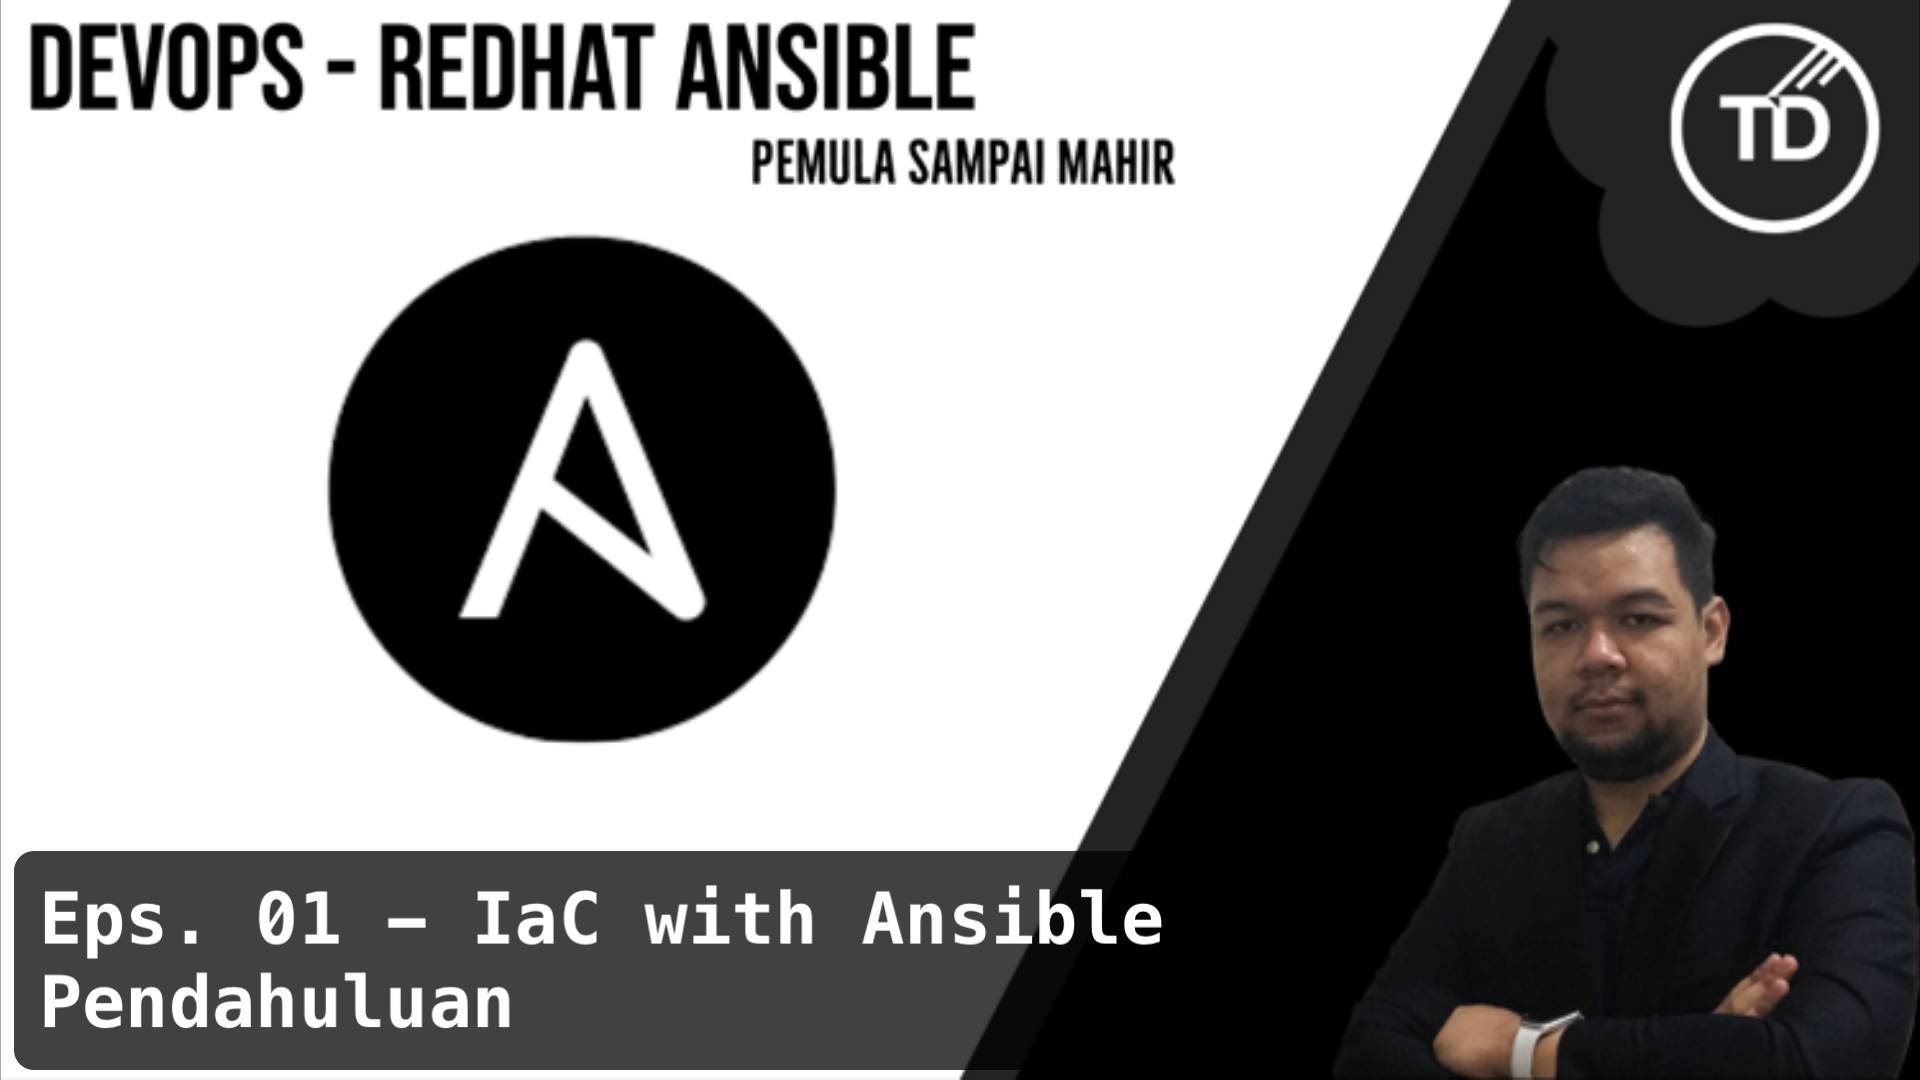 DEVOPS - REDHAT ANSIBLE
PEMULA SAMPAI MAHIR
TD
Eps. 01 – IaC with Ansible
Pendahuluan